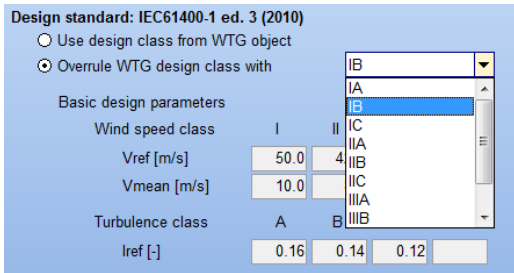 Design standard: IEC61400-1 ed. 3 (2010)
Use design class from WTG object
Overrule WTG design class with IB
IA
Basic design parameters IB
Wind speed class I II IC
IIA
Vref [m/s] 50.0 4 IIB
IIC
Vmean [m/s] 10.0
IIIA
Turbulence class A B IIIB
Iref [-] 0.16 0.14 0.12